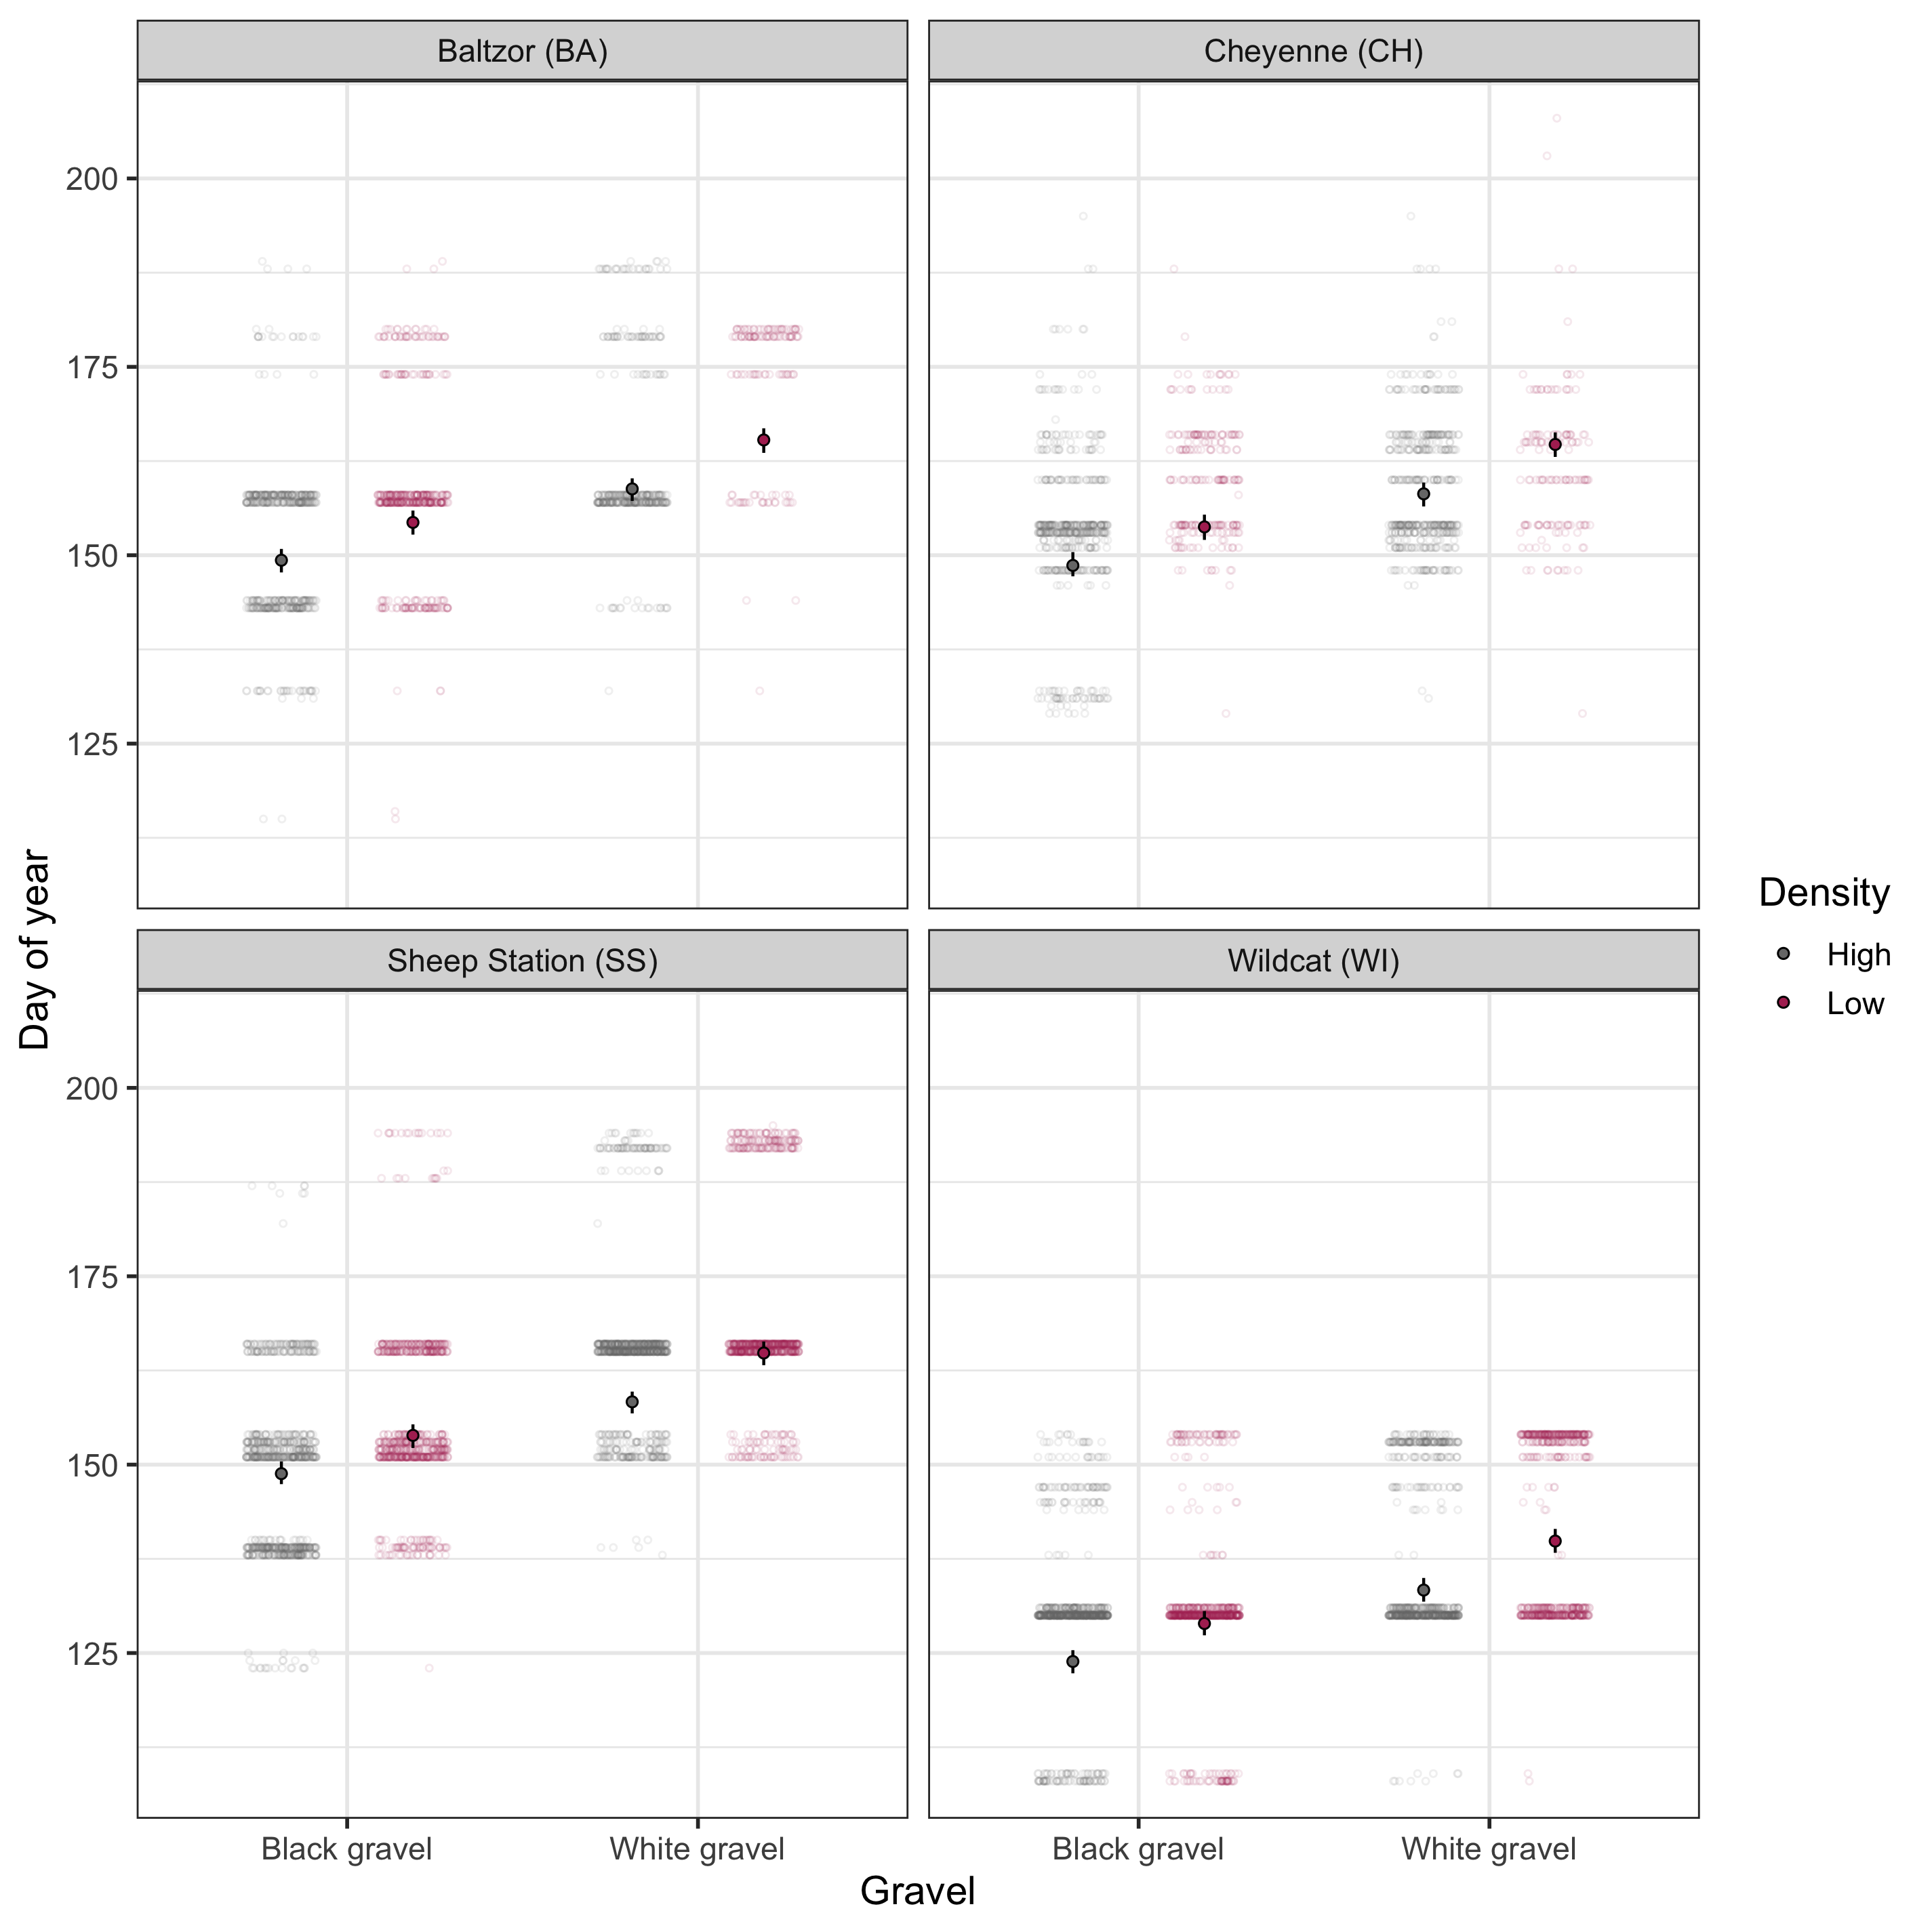 Baltzor (BA)
Cheyenne (CH)
200
175
150
125
Sheep Station (SS)
Wildcat (WI)
200
175
150
125
Day of year
Black gravel
White gravel
Black gravel
White gravel
Gravel
Density
High
Low